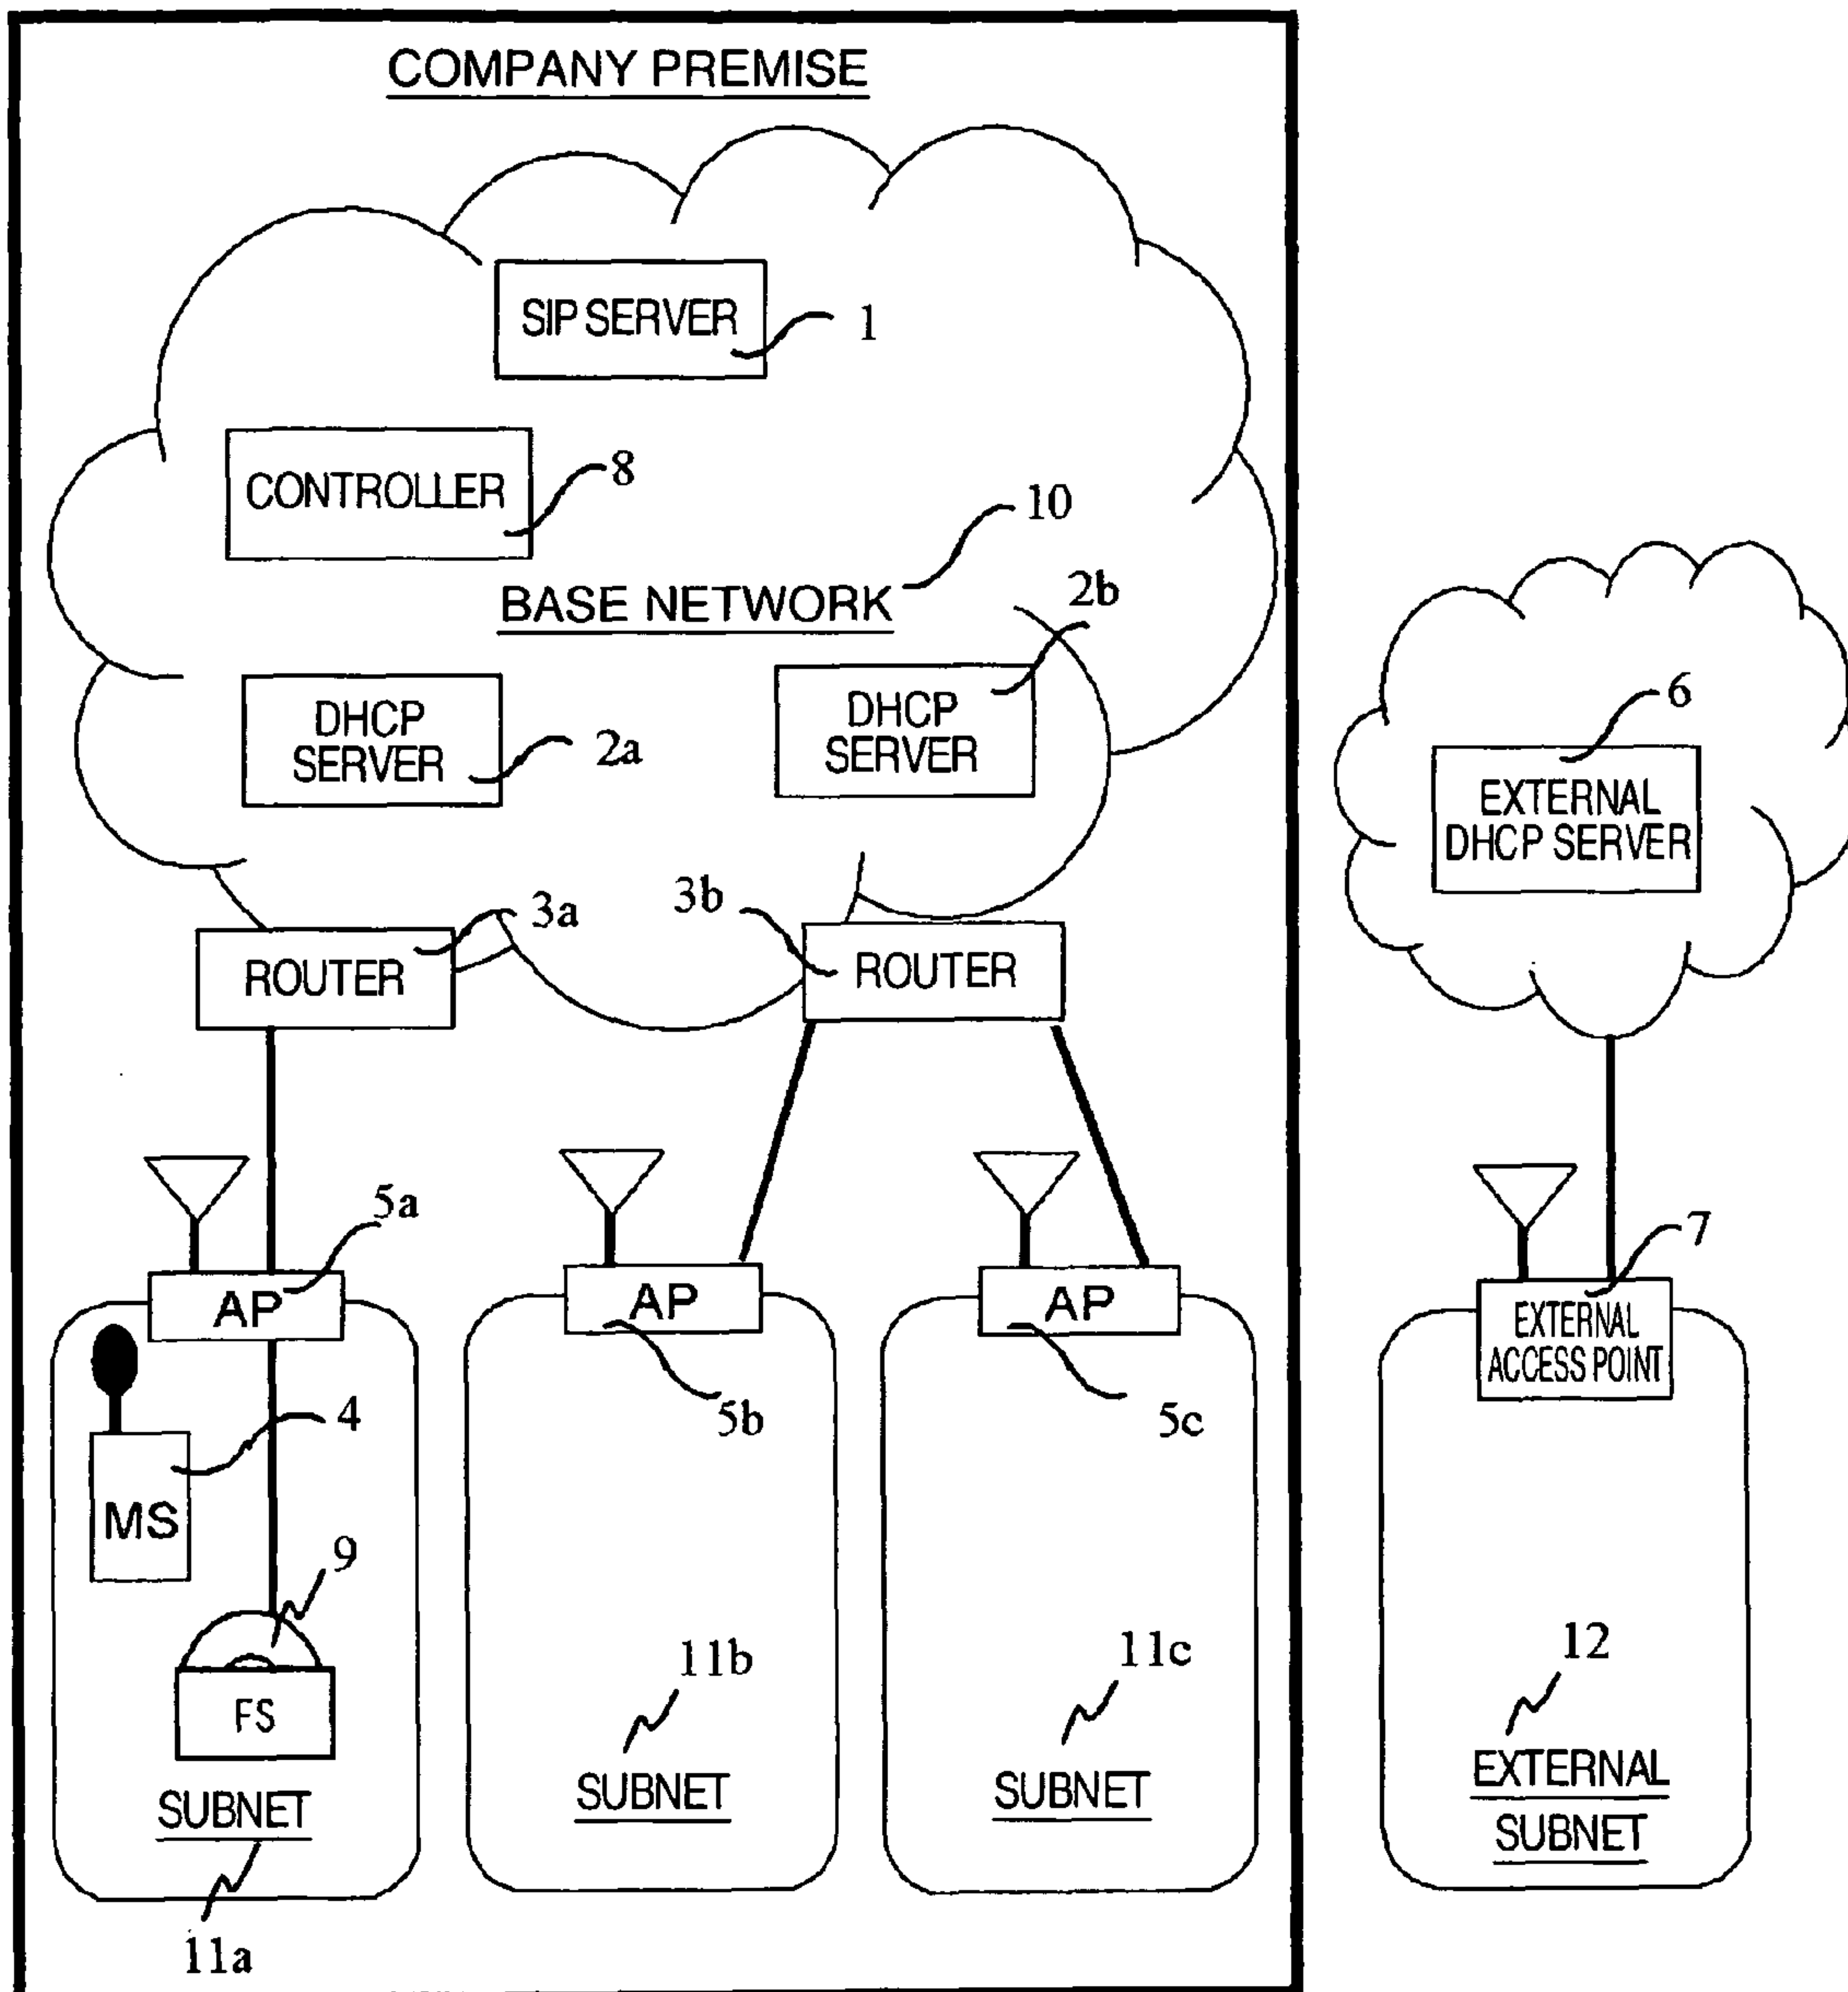 COMPANY PREMISE
SIP SERVER
1
CONTROLLER
8
10
BASE NETWORK
2b
DHCP
SERVER
2a
DHCP
SERVER
6
EXTERNAL
DHCP SERVER
3a
3b
ROUTER
ROUTER
5a
7
AP
AP
AP
EXTERNAL
ACCESS POINT
4
5b
5c
MS
9
11b
11c
12
FS
SUBNET
SUBNET
SUBNET
EXTERNAL
SUBNET
11a